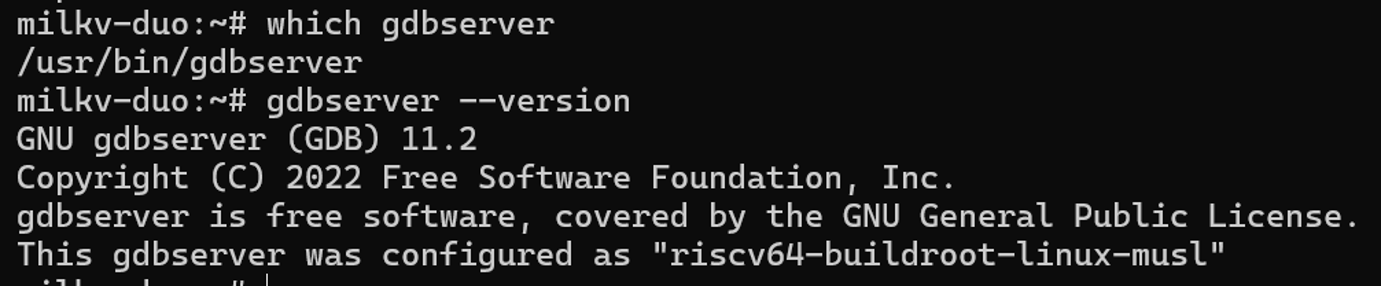 milkv-duo:~# which gdbserver
/usr/bin/gdbserver
milkv-duo:~# gdbserver --version
GNU gdbserver (GDB) 11.2
Copyright (C) 2022 Free Software Foundation, Inc.
gdbserver is free software, covered by the GNU General Public License.
This gdbserver was configured as "riscv64-buildroot-linux-musl"